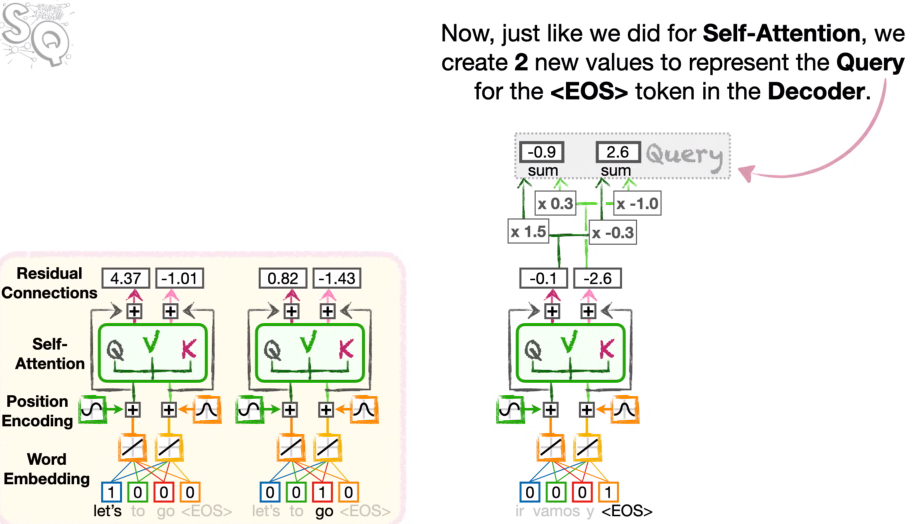 SQ
Now, just like we did for Self-Attention, we
create 2 new values to represent the Query
for the <EOS> token in the Decoder.
-0.9 2.6 Query
sum sum
x 0.3 x -1.0
x 1.5 x -0.3
Residual
Connections
4.37 -1.01 0.82 -1.43 -0.1 -2.6
+ + + + + +
Self-
Attention
Q V K Q V K Q V K
Position
Encoding
+ + + + + +
Word
Embedding
1 0 0 0 0 0 1 0 0 0 0 1
let's to go <EOS> let's to go <EOS> ir vamos y <EOS>